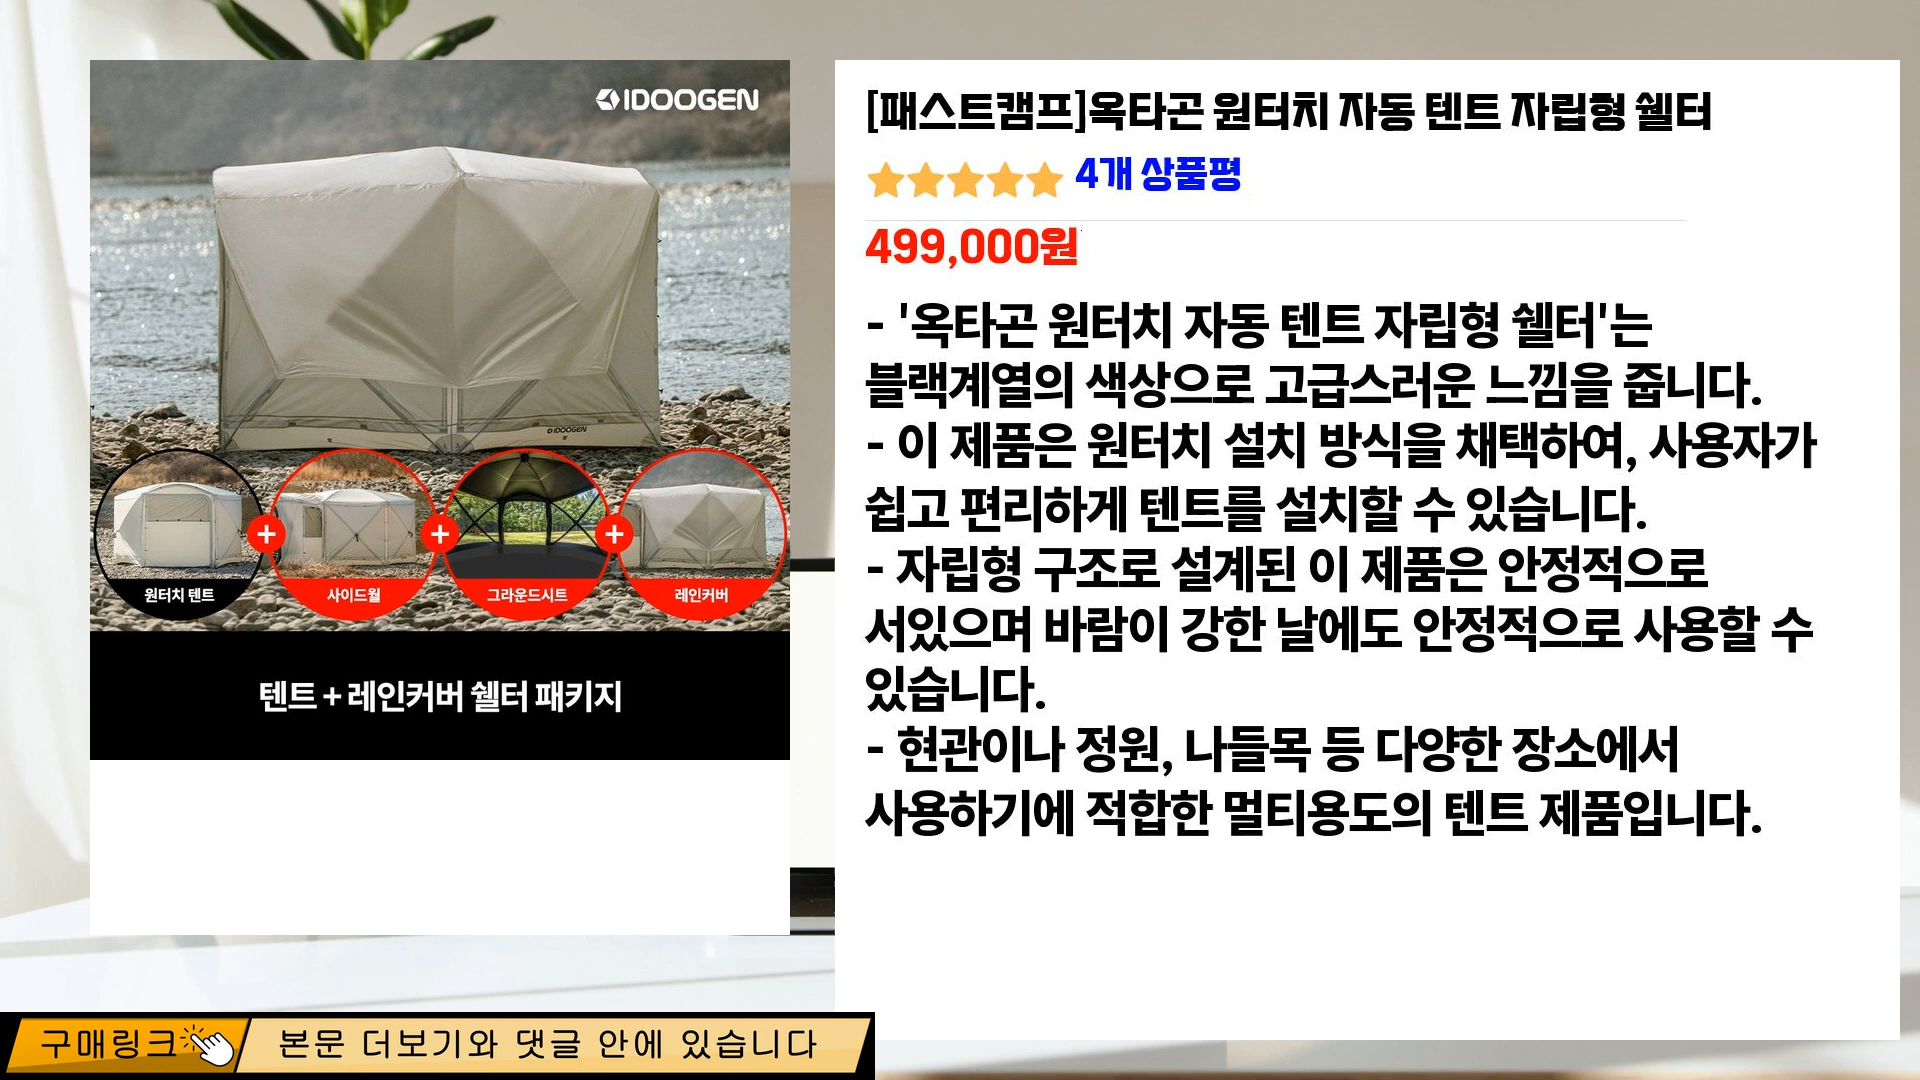 IDOOGEN
IDOOGEN
원터치 텐트
+
사이드월
+
그라운드시트
+
레인커버
텐트 + 레인커버 쉘터 패키지
[패스트캠프]옥타곤 원터치 자동 텐트 자립형 쉘터
4개 상품평
499,000원
- '옥타곤 원터치 자동 텐트 자립형 쉘터'는
블랙계열의 색상으로 고급스러운 느낌을 줍니다.
- 이 제품은 원터치 설치 방식을 채택하여, 사용자가
쉽고 편리하게 텐트를 설치할 수 있습니다.
- 자립형 구조로 설계된 이 제품은 안정적으로
서있으며 바람이 강한 날에도 안정적으로 사용할 수
있습니다.
- 현관이나 정원, 나들목 등 다양한 장소에서
사용하기에 적합한 멀티용도의 텐트 제품입니다.
구매링크
본문 더보기와 댓글 안에 있습니다